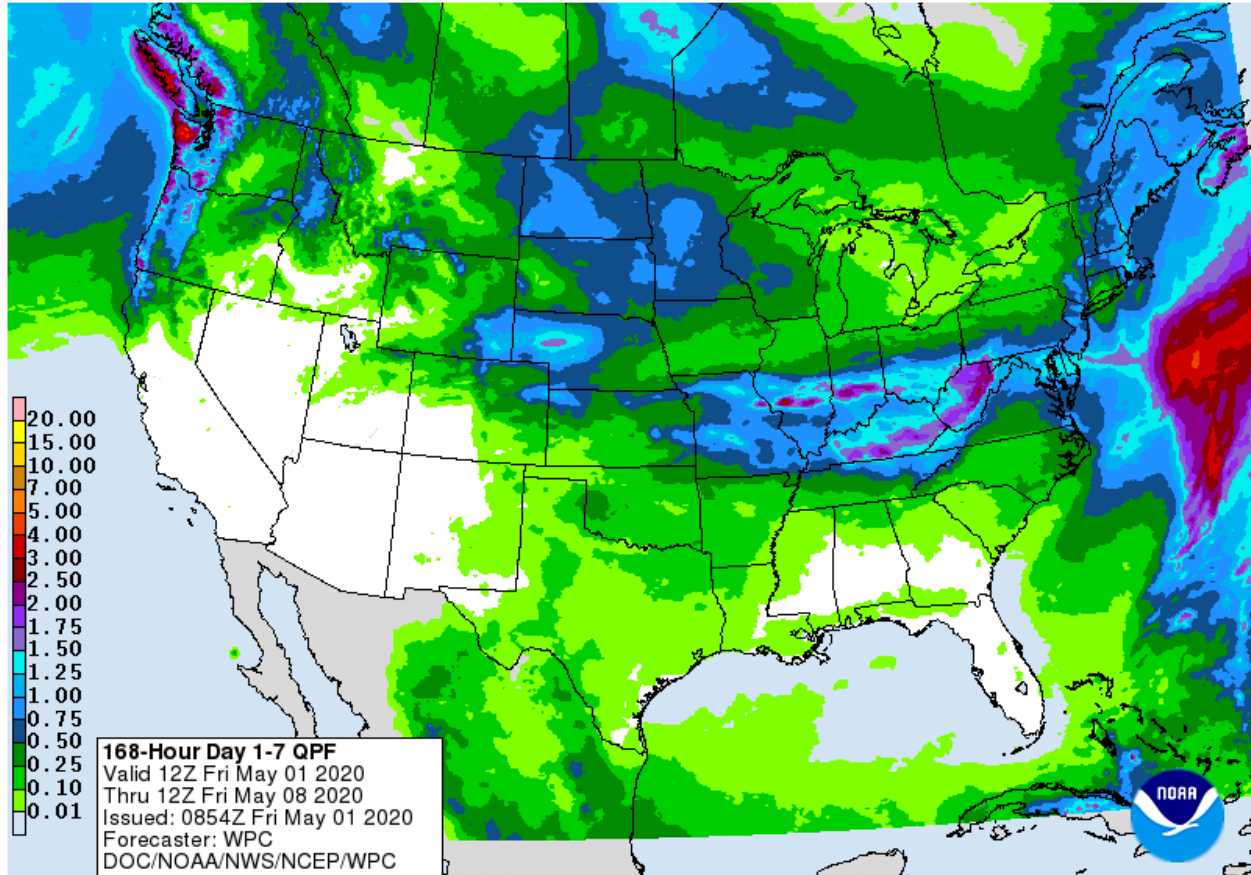 20.00
15.00
10.00
7.00
5.00
4.00
3.00
2.50
2.00
1.75
1.50
1.25
1.00
0.75
0.50
0.25
0.10
0.01
168-Hour Day 1-7 QPF
Valid 12Z Fri May 01 2020
Thru 12Z Fri May 08 2020
Issued: 0854Z Fri May 01 2020
Forecaster: WPC
DOC/NOAA/NWS/NCEP/WPC
NOAA